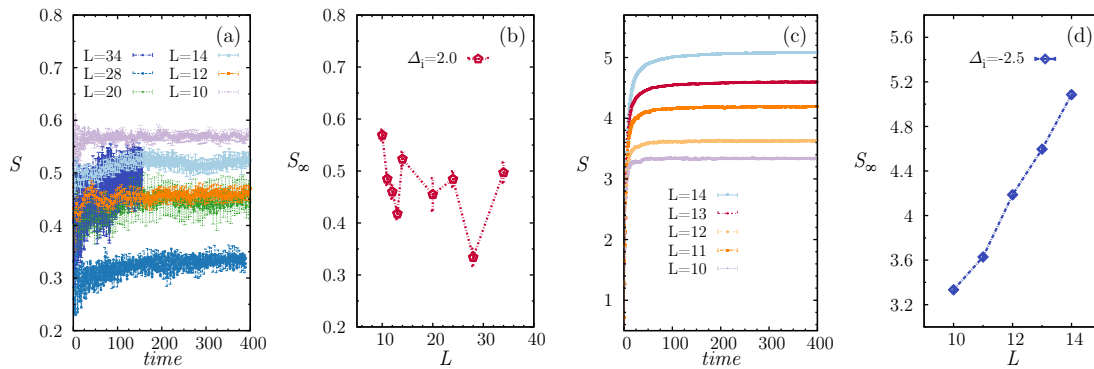 (a)
0.8
0.7
0.6
0.5
0.4
0.3
0.2
S
L=34
L=28
L=20
L=14
L=12
L=10
0 100 200 300 400
time
(b)
0.8
0.7
0.6
0.5
0.4
0.3
0.2
S∞
Δi=2.0
0 10 20 30 40
L
(c)
5
4
3
2
1
S
L=14
L=13
L=12
L=11
L=10
0 100 200 300 400
time
(d)
5.6
5.2
4.8
4.4
4
3.6
3.2
S∞
Δi=-2.5
10 12 14
L